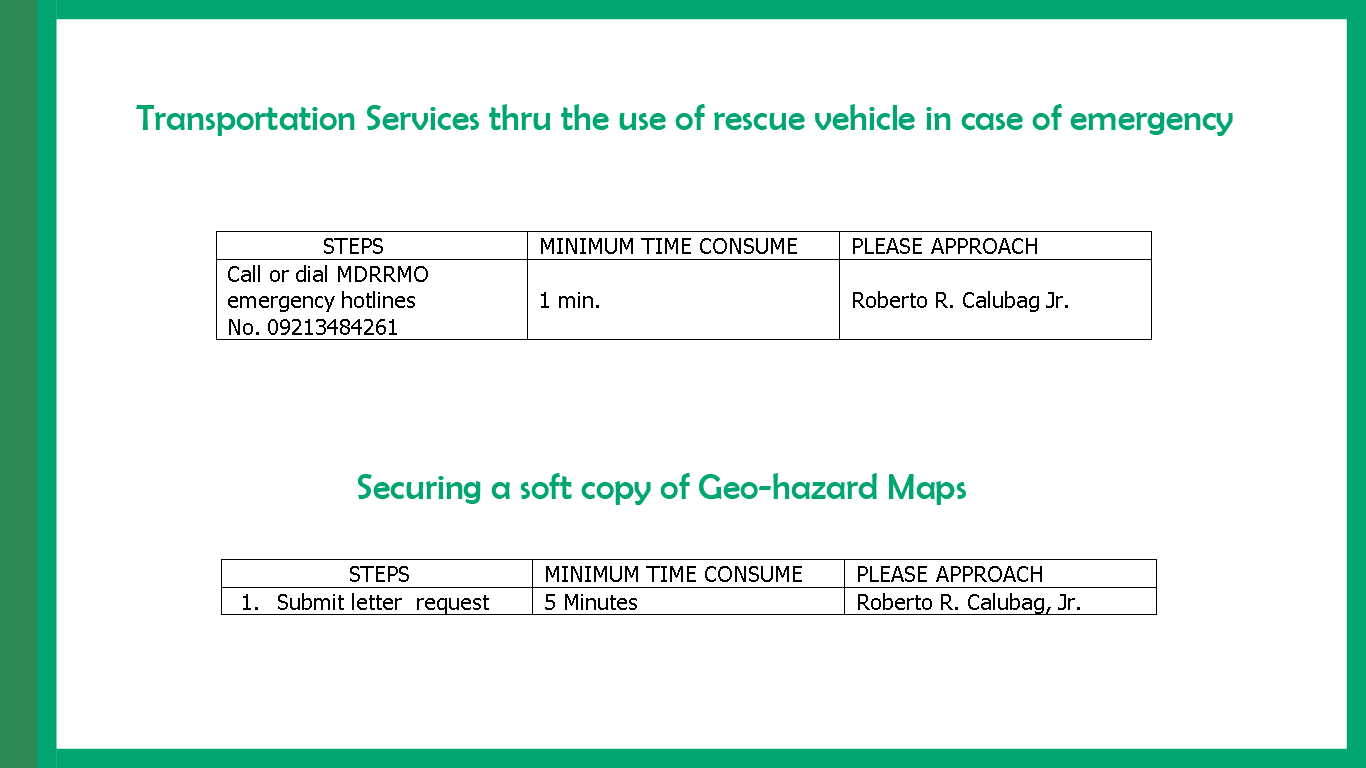 Transportation Services thru the use of rescue vehicle in case of emergency
STEPS MINIMUM TIME CONSUME PLEASE APPROACH
Call or dial MDRRMO
emergency hotlines 1 min. Roberto R. Calubag Jr.
No. 09213484261
Securing a soft copy of Geo-hazard Maps
STEPS MINIMUM TIME CONSUME PLEASE APPROACH
1. Submit letter request 5 Minutes Roberto R. Calubag, Jr.